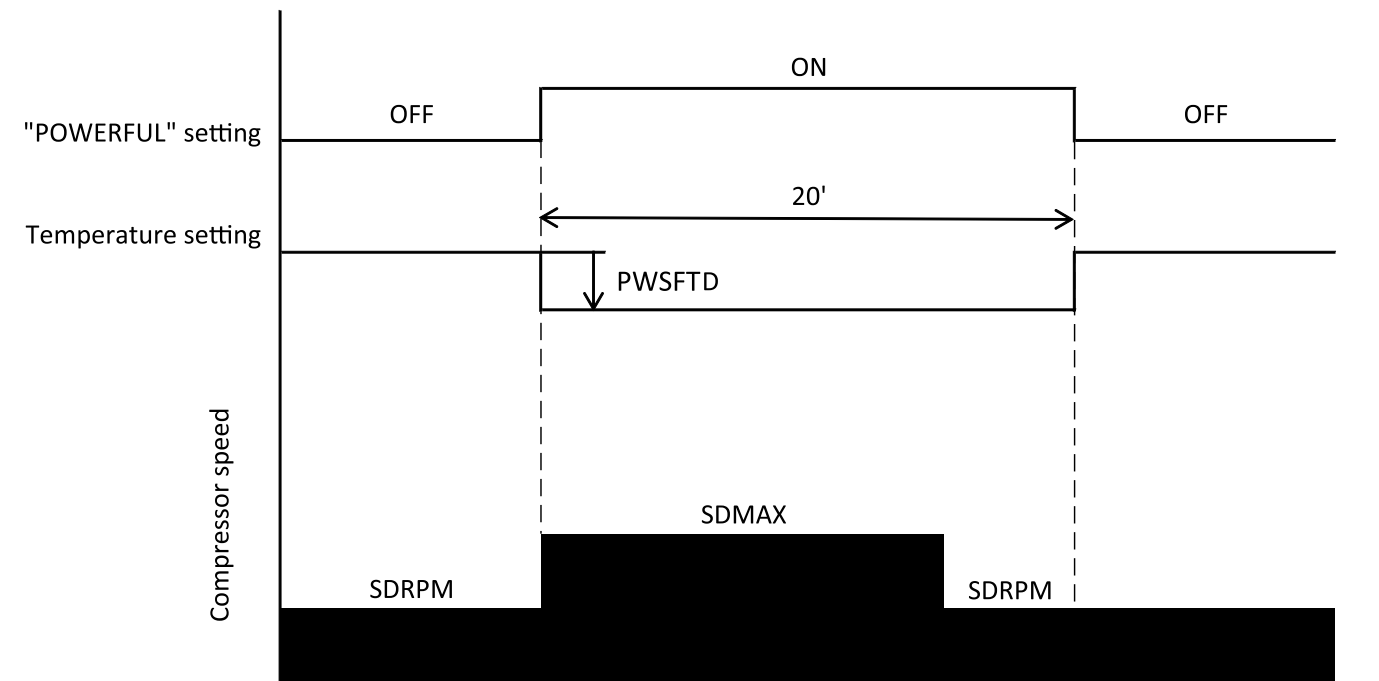 ON
OFF
OFF
"POWERFUL" setting
20'
Temperature setting
PWSFTD
Compressor speed
SDMAX
SDRPM
SDRPM